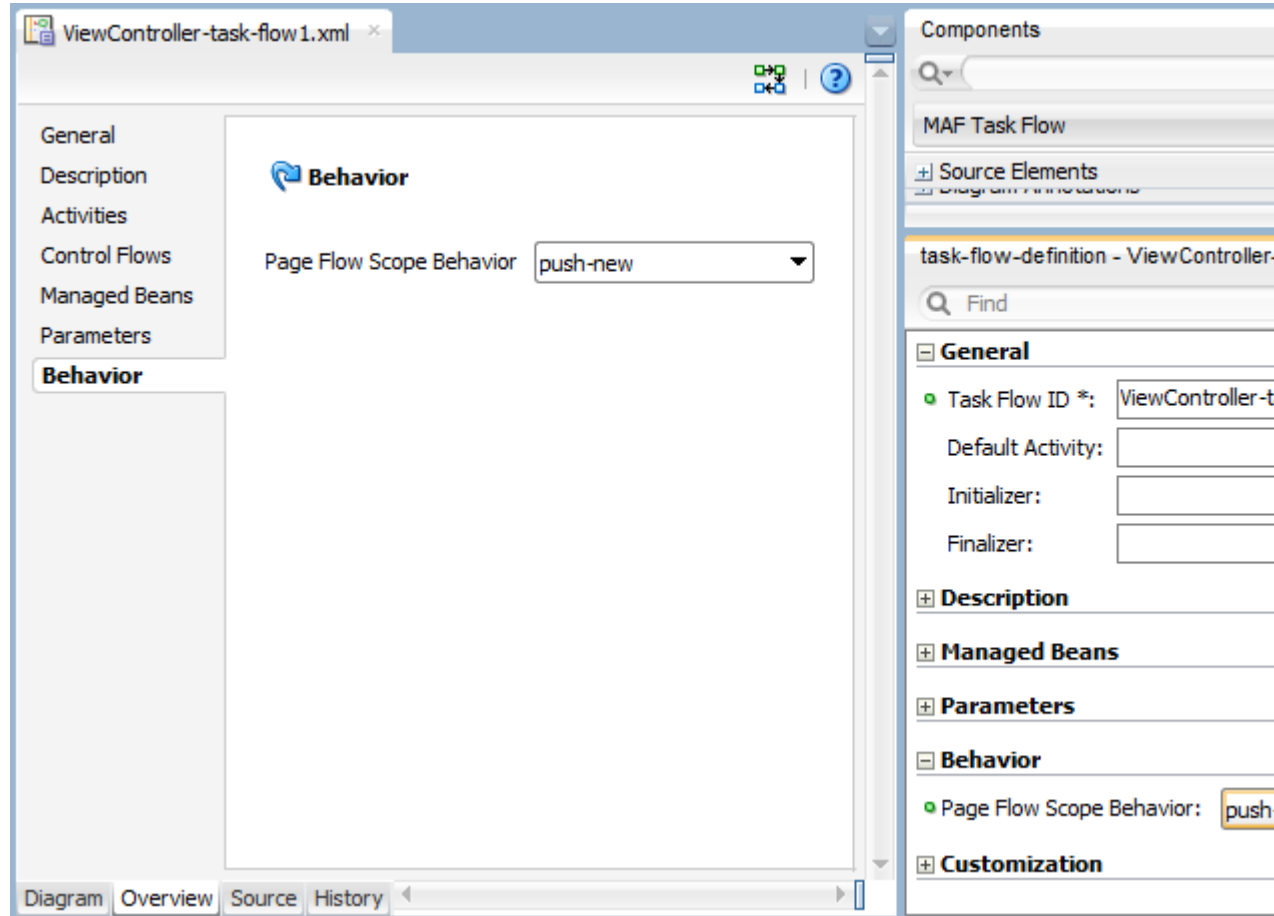 ViewController-task-flow1.xml
General
Description
Activities
Control Flows
Managed Beans
Parameters
Behavior
Behavior
Page Flow Scope Behavior push-new
Diagram Overview Source History
Components
MAF Task Flow
Source Elements
Diagram Annotations
task-flow-definition - ViewController-
Find
General
Task Flow ID *: ViewController-t
Default Activity:
Initializer:
Finalizer:
Description
Managed Beans
Parameters
Behavior
Page Flow Scope Behavior: push-
Customization